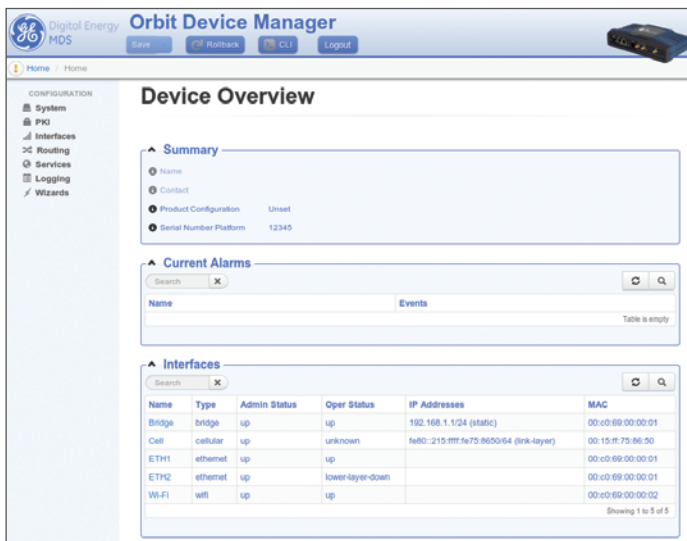 Digital Energy
MDS
Orbit Device Manager
Save Rollback CLI Logout
Home / Home
CONFIGURATION
System
PKI
Interfaces
Routing
Services
Logging
Wizards
Device Overview
Summary
Name
Contact
Product Configuration Unset
Serial Number Platform 12345
Current Alarms
Search
Name Events
Table is empty
Interfaces
Search
Name Type Admin Status Oper Status IP Addresses MAC
Bridge bridge up up 192.168.1.1/24 (static) 00:c0:69:00:00:01
Cell cellular up unknown fe80::215:ffff:fe75:8650/64 (link-layer) 00:15:ff:75:86:50
ETH1 ethernet up up 00:c0:69:00:00:01
ETH2 ethernet up lower-layer-down 00:c0:69:00:00:01
Wi-Fi wifi up up 00:c0:69:00:00:02
Showing 1 to 5 of 5